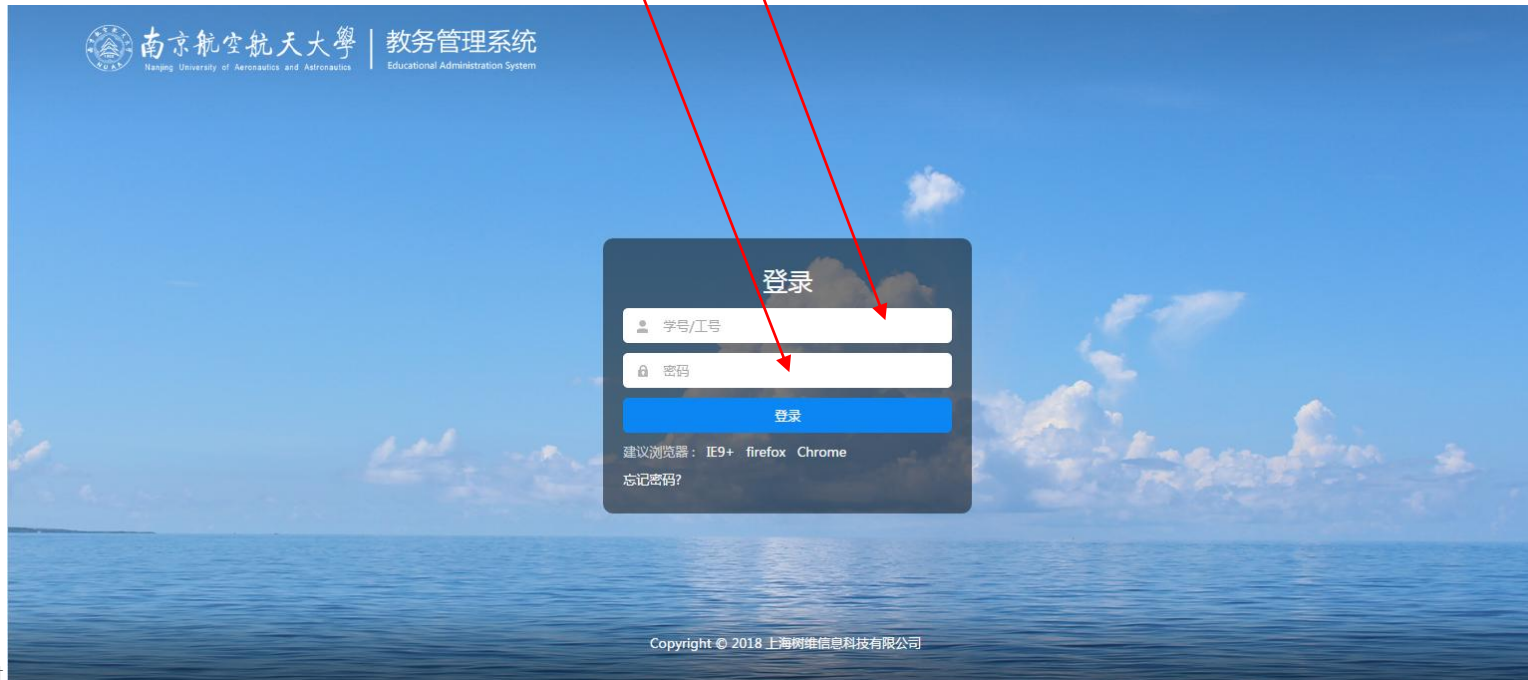 南京航空航天大學 教务管理系统
Nanjing University of Aeronautics and Astronautics Educational Administration System
登录
学号/工号
密码
登录
建议浏览器： IE9+ firefox Chrome
忘记密码?
Copyright © 2018 上海树维信息科技有限公司